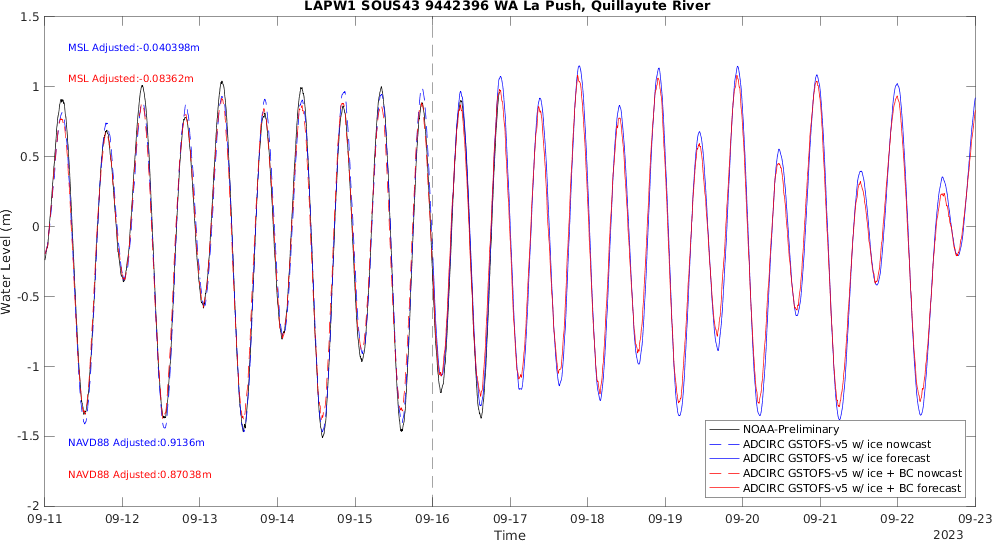 LAPW1 SOUS43 9442396 WA La Push, Quillayute River
1.5
1
0.5
0
-0.5
-1
-1.5
-2
Water Level (m)
MSL Adjusted:-0.040398m
MSL Adjusted:-0.08362m
NAVD88 Adjusted:0.9136m
NAVD88 Adjusted:0.87038m
NOAA-Preliminary
ADCIRC GSTOFS-v5 w/ ice nowcast
ADCIRC GSTOFS-v5 w/ ice forecast
ADCIRC GSTOFS-v5 w/ ice + BC nowcast
ADCIRC GSTOFS-v5 w/ ice + BC forecast
09-11 09-12 09-13 09-14 09-15 09-16 09-17 09-18 09-19 09-20 09-21 09-22 09-23
Time
2023